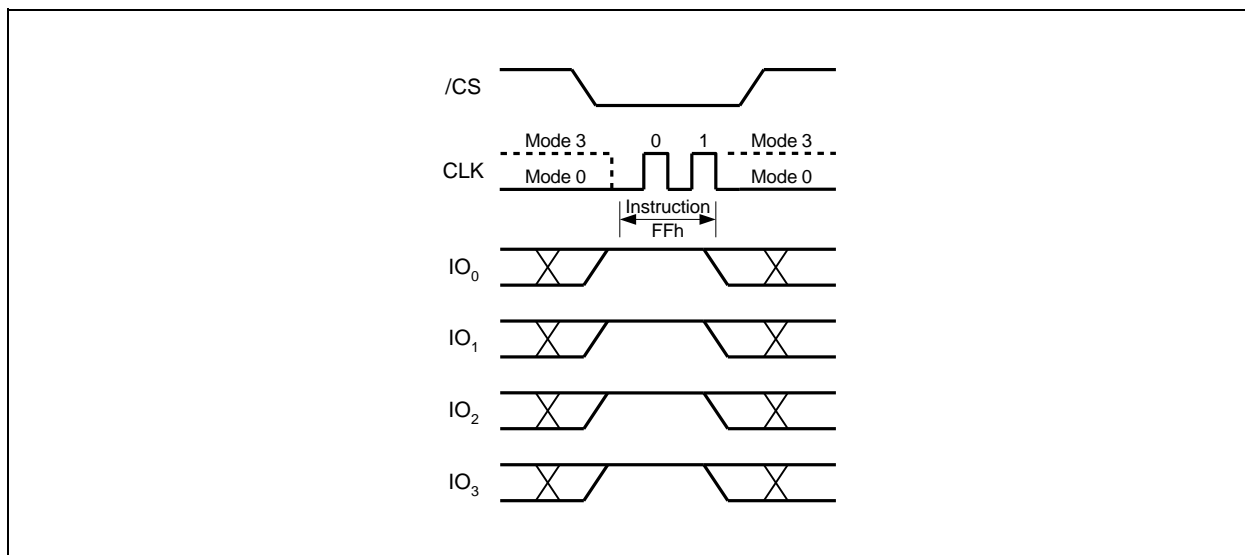 /CS
Mode 3 0 1 Mode 3
CLK
Mode 0 Mode 0
Instruction
FFh
IO0
IO1
IO2
IO3